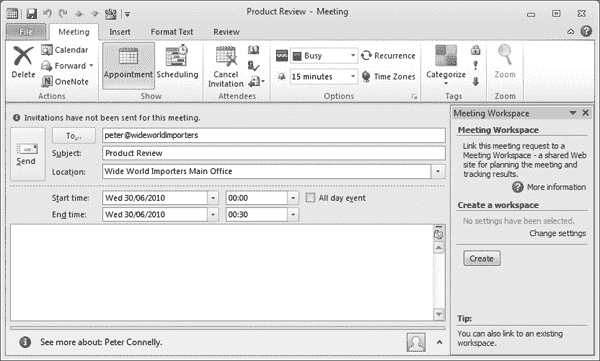 Product Review - Meeting
File Meeting Insert Format Text Review
Delete Calendar Forward OneNote
Actions
Appointment Scheduling
Show
Cancel Invitation
Attendees
Busy Recurrence
15 minutes Time Zones
Options
Categorize
Tags
Zoom
Zoom
Invitations have not been sent for this meeting.
Send
To... peter@wideworldimporters
Subject: Product Review
Location: Wide World Importers Main Office
Start time: Wed 30/06/2010 00:00 All day event
End time: Wed 30/06/2010 00:30
See more about: Peter Connelly.
Meeting Workspace
Meeting Workspace
Link this meeting request to a
Meeting Workspace - a shared Web
site for planning the meeting and
tracking results.
More information
Create a workspace
No settings have been selected.
Change settings
Create
Tip:
You can also link to an existing
workspace.